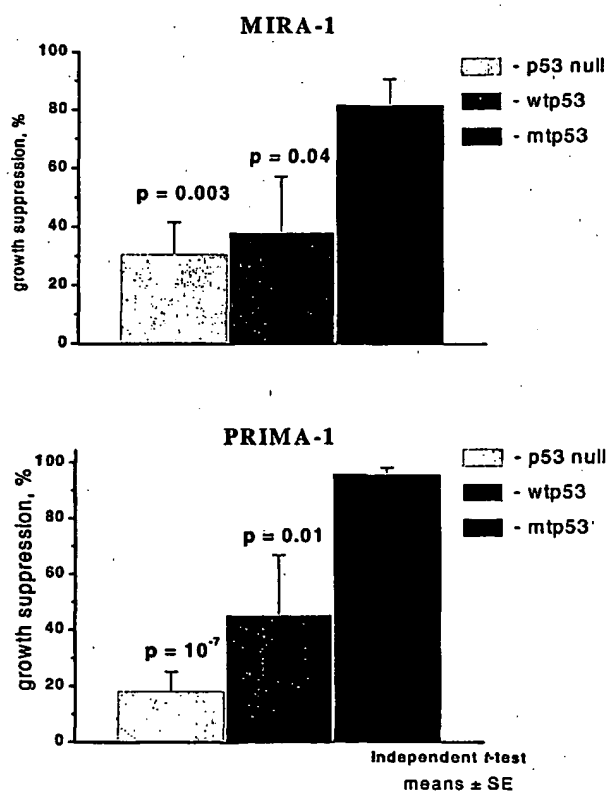 MIRA-1
growth suppression, %
80
60
40
20
0
p = 0.003
p = 0.04
- p53 null
- wtp53
- mtp53
PRIMA-1
growth suppression, %
100
80
60
40
20
0
p = 10⁻⁷
p = 0.01
- p53 null
- wtp53
- mtp53
Independent t-test
means ± SE